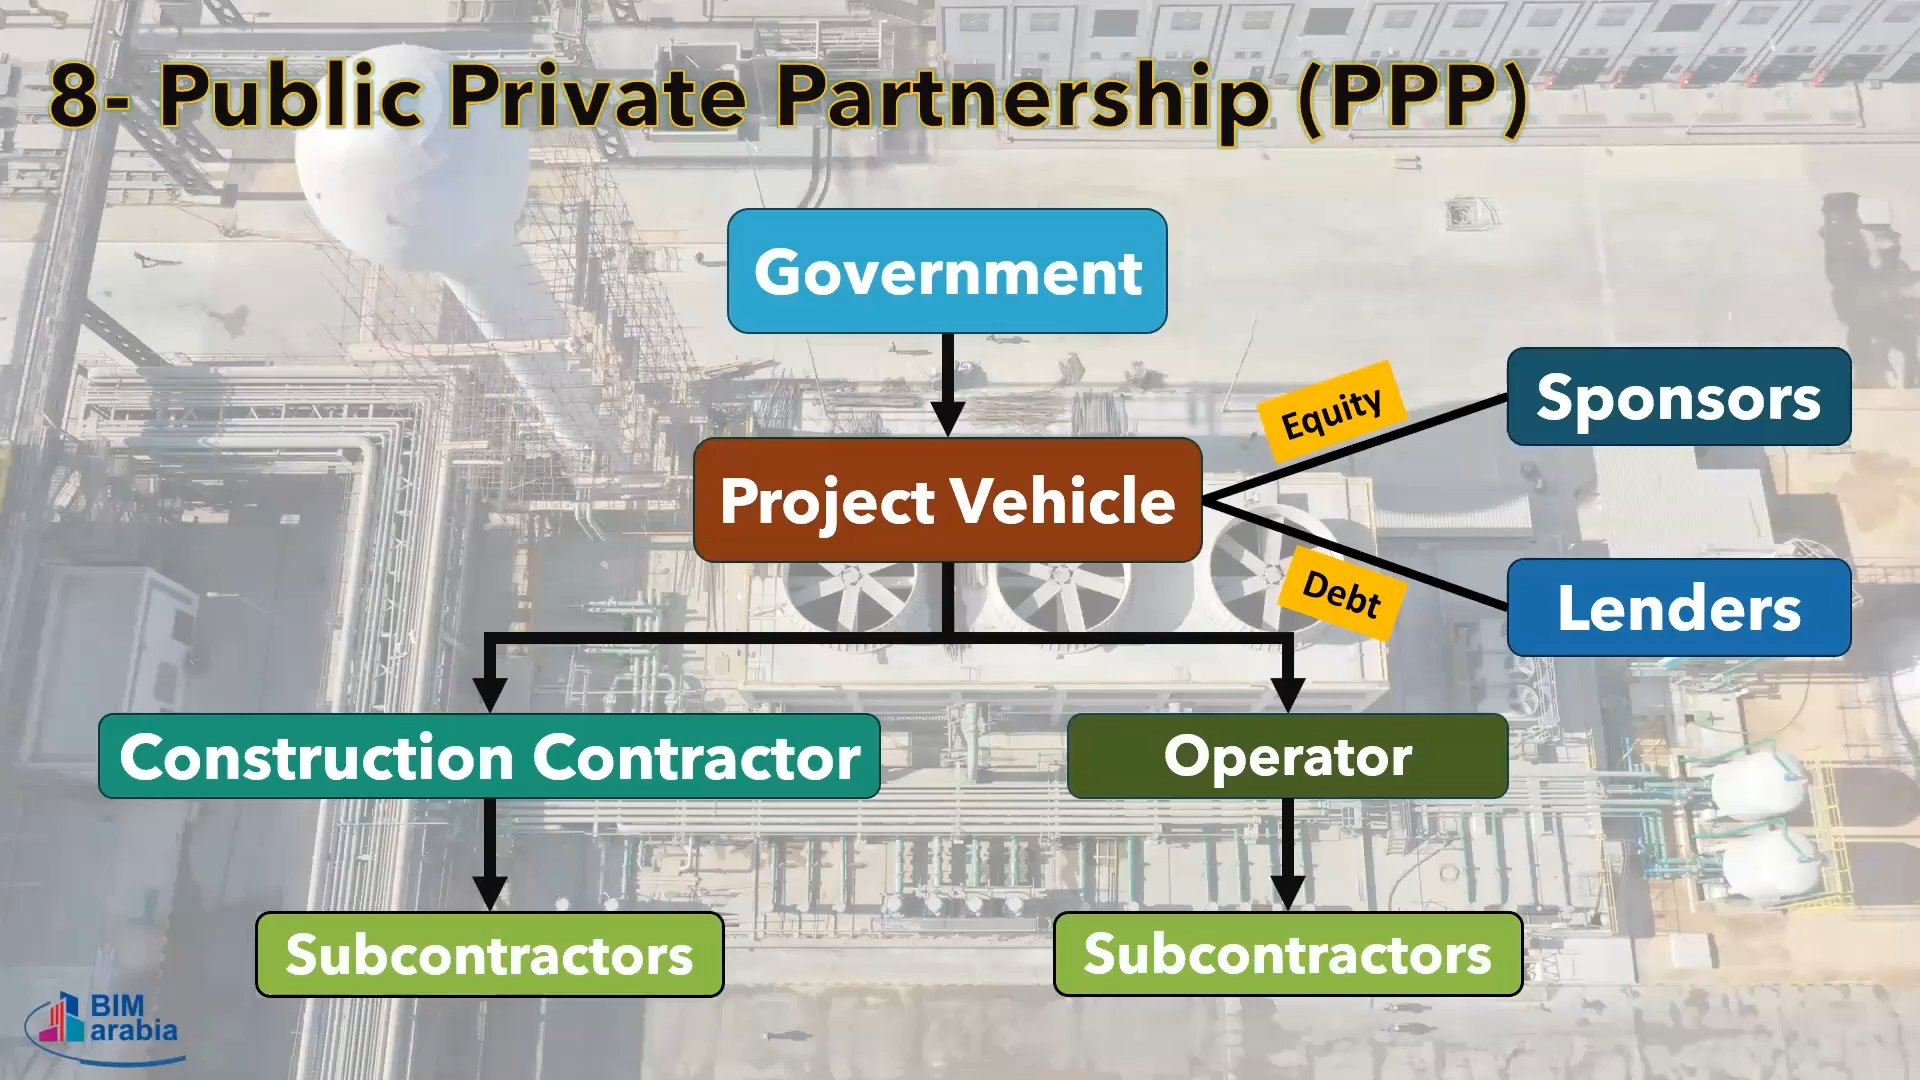 8- Public Private Partnership (PPP)
Government
Equity
Sponsors
Project Vehicle
Debt
Lenders
Construction Contractor
Operator
Subcontractors
Subcontractors
BIM
arabia